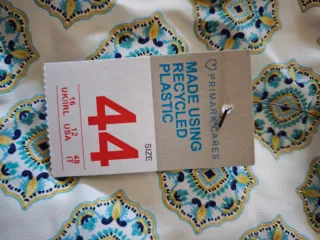 PRIMARK CARES
MADE USING
RECYCLED
PLASTIC
SIZE
44
16 12 48
UK/IRL USA IT